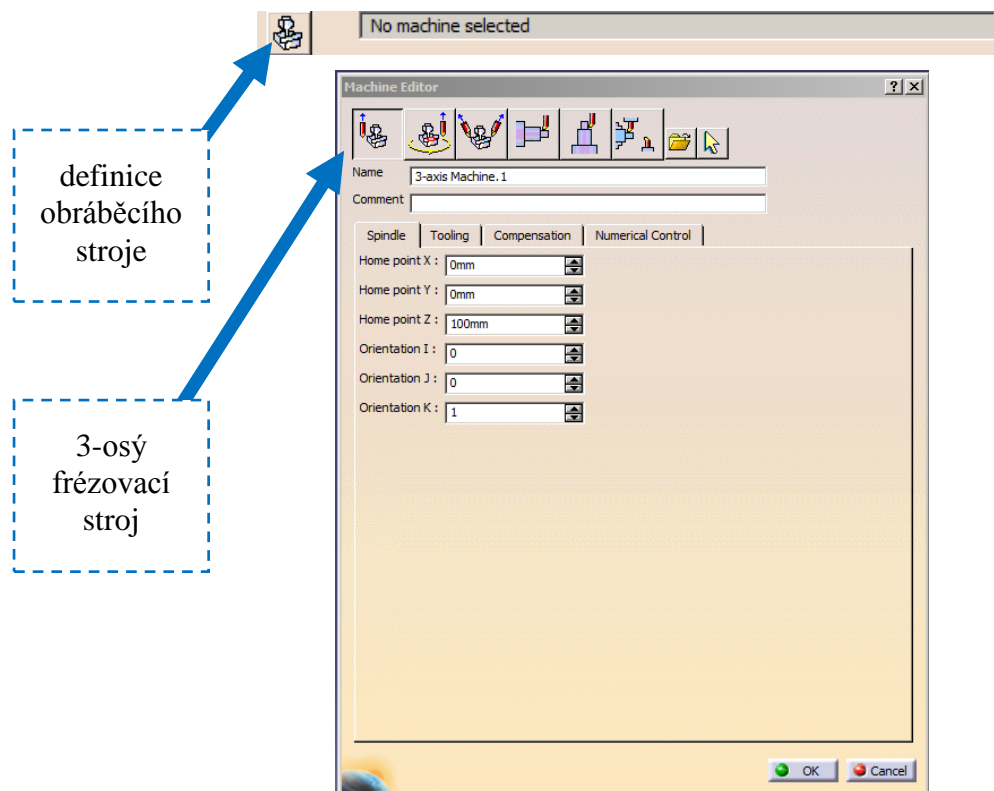 No machine selected
definice
obráběcího
stroje
3-osý
frézovací
stroj
Machine Editor
Name 3-axis Machine.1
Comment
Spindle Tooling Compensation Numerical Control
Home point X : 0mm
Home point Y : 0mm
Home point Z : 100mm
Orientation I : 0
Orientation J : 0
Orientation K : 1
OK Cancel